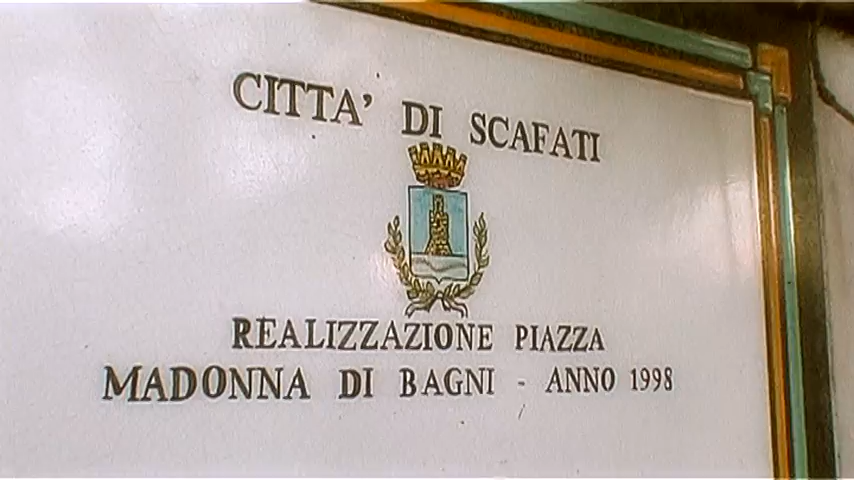 CITTA' DI SCAFATI
REALIZZAZIONE PIAZZA
MADONNA DI BAGNI - ANNO 1998